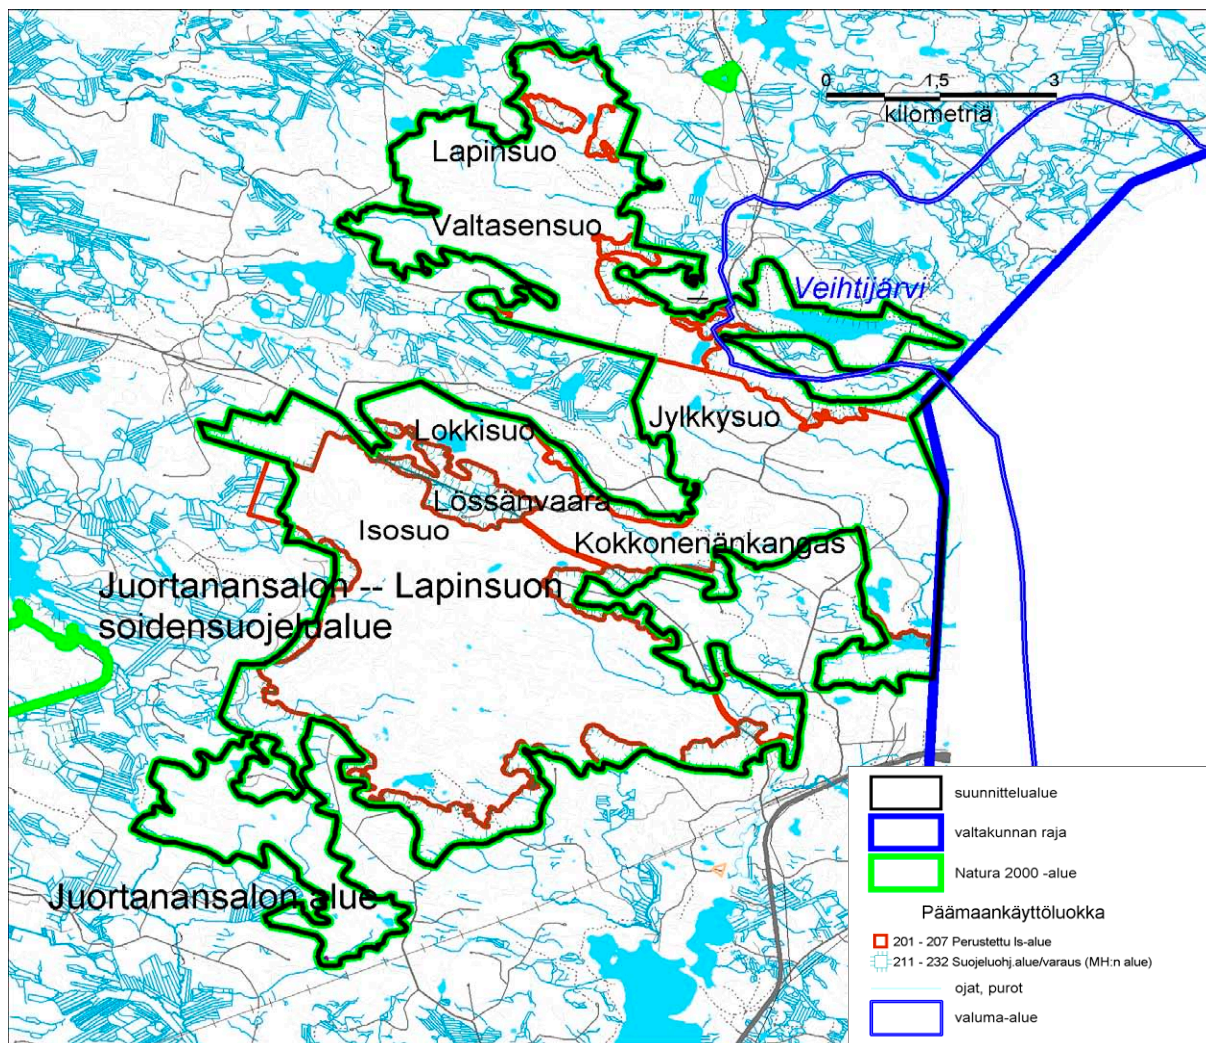 0 1,5 3
kilometriä
Lapinsuo
Valtasensuo
Veihtijärvi
Lokkisuo
Jylkkysuo
Lössänvaara
Isosuo
Kokkonenänkangas
Juortanansalon -- Lapinsuon
soidensuojelualue
Juortanansalon alue
suunnittelualue
valtakunnan raja
Natura 2000 -alue
Päämaankäyttöluokka
201 - 207 Perustettu ls-alue
211 - 232 Suojeluohj.alue/varaus (MH:n alue)
ojat, purot
valuma-alue